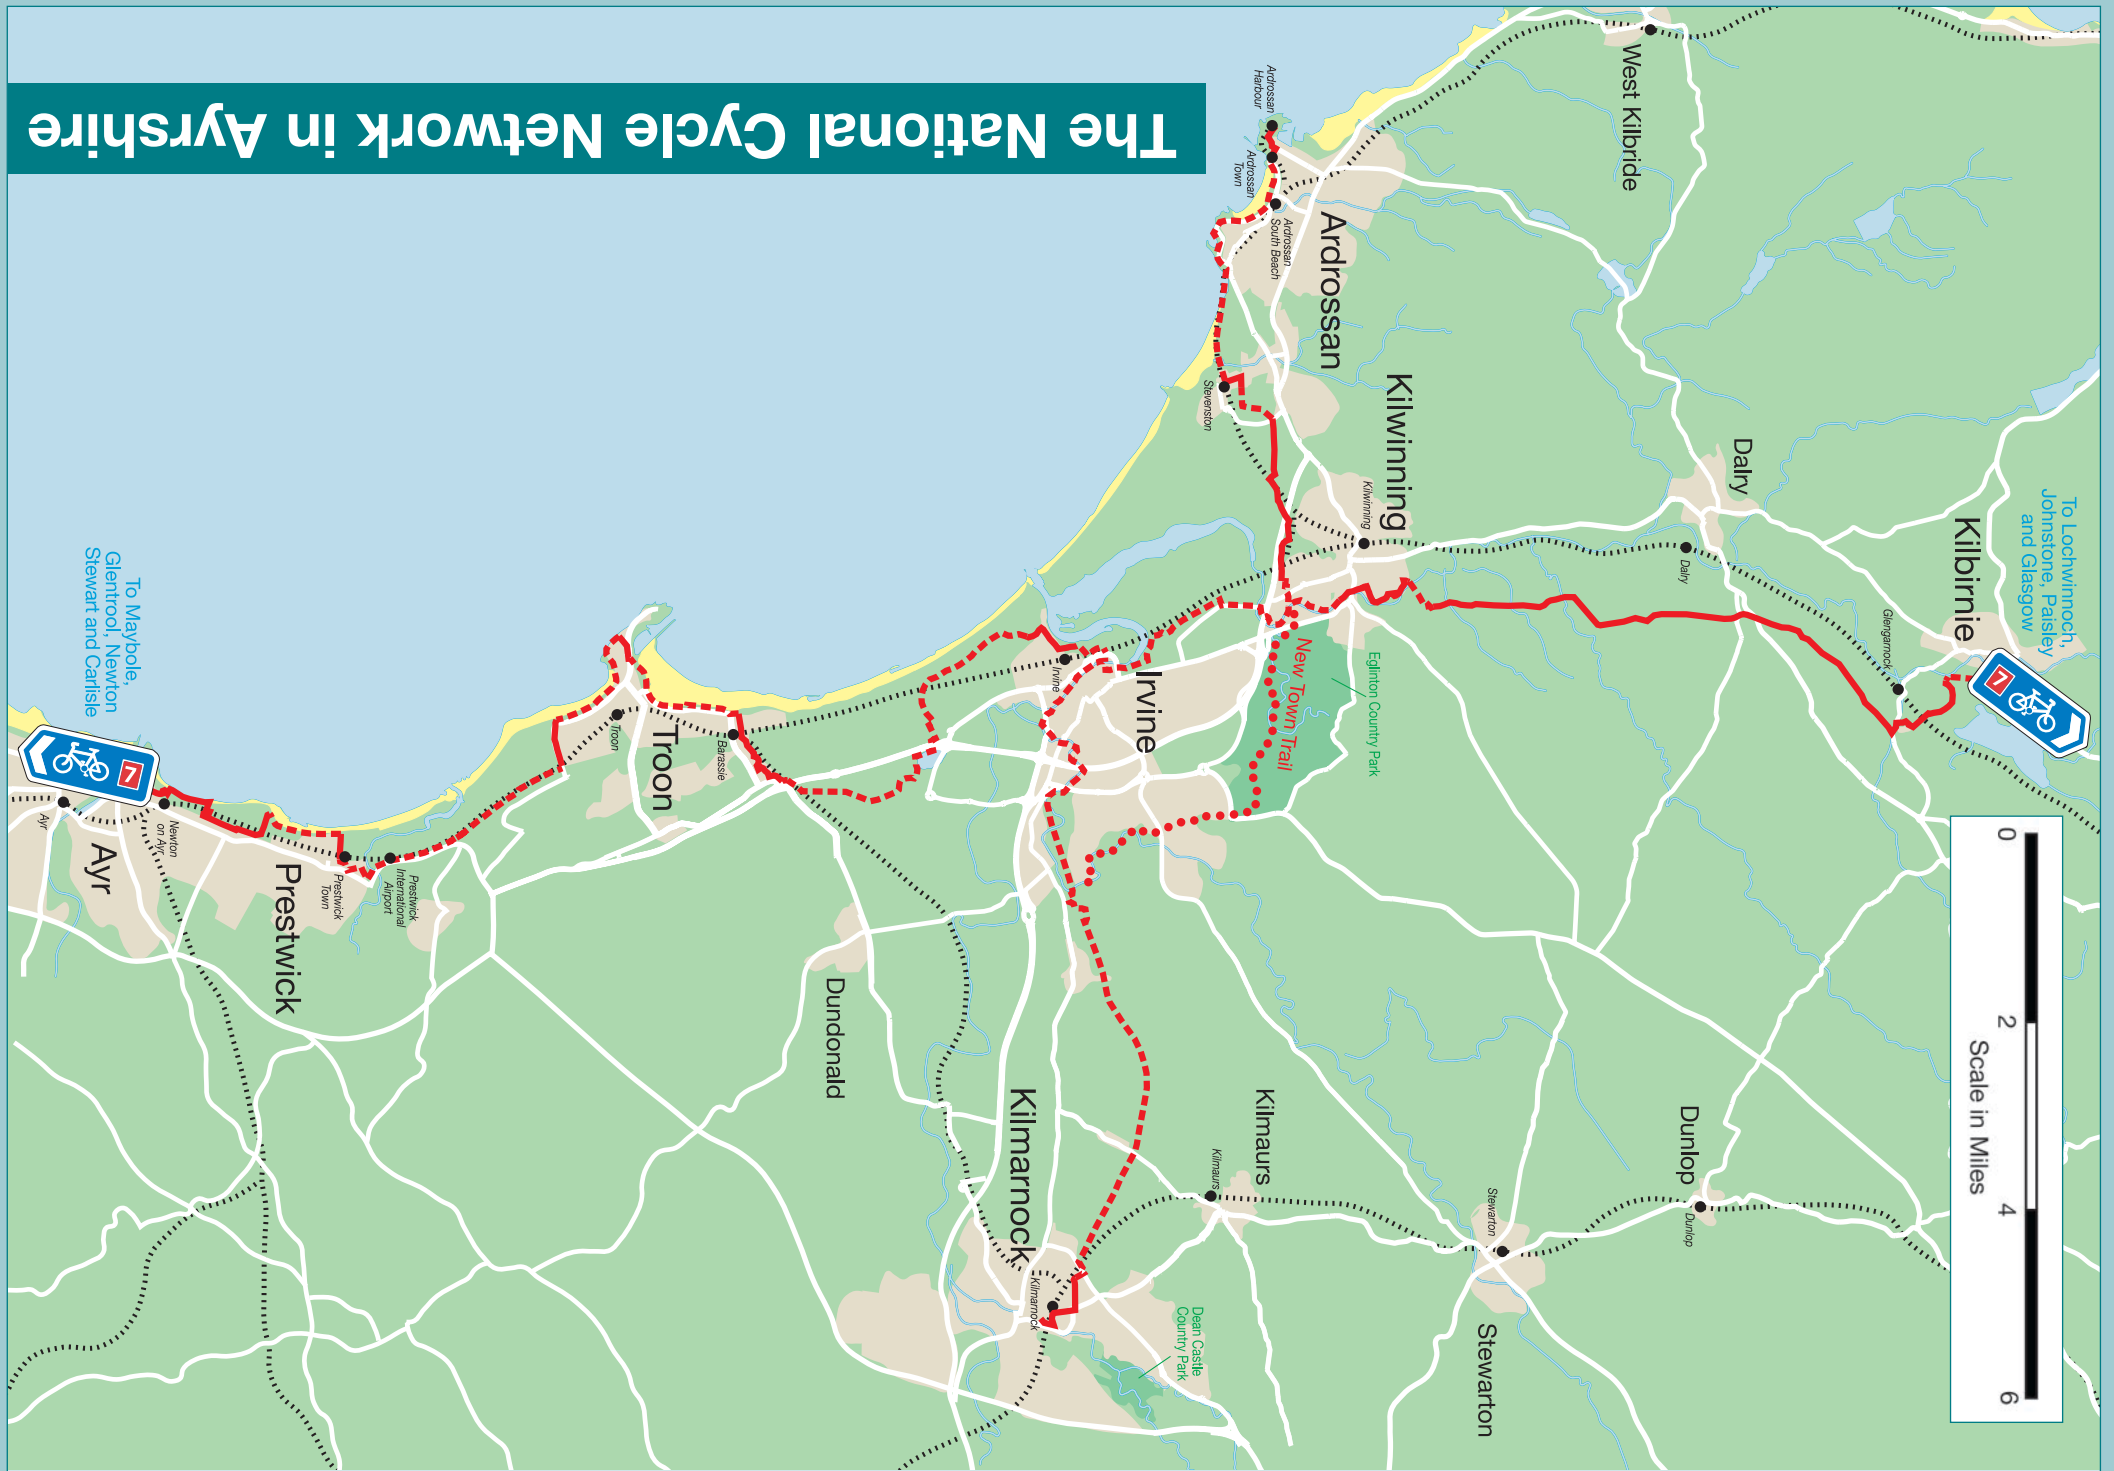 The National Cycle Network in Ayrshire
West Kilbride
Ardrossan
Harbour
Ardrossan
Town
Ardrossan
South Beach
Ardrossan
Stevenston
Kilwinning
Kilwinning
Dalry
Dalry
To Lochwinnoch,
Johnstone, Paisley
and Glasgow
Kilbirnie
Glengarnock
7
New Town Trail
Eglinton Country Park
Irvine
Irvine
Troon
Troon
Barassie
To Maybole,
Glentrool, Newton
Stewart and Carlisle
7
Ayr
Ayr
Newton
on Ayr
Prestwick
Prestwick
Town
Prestwick
International
Airport
Dundonald
Kilmarnock
Kilmarnock
Kilmaurs
Kilmaurs
Dean Castle
Country Park
Dunlop
Dunlop
Stewarton
Stewarton
0 2 4 6
Scale in Miles